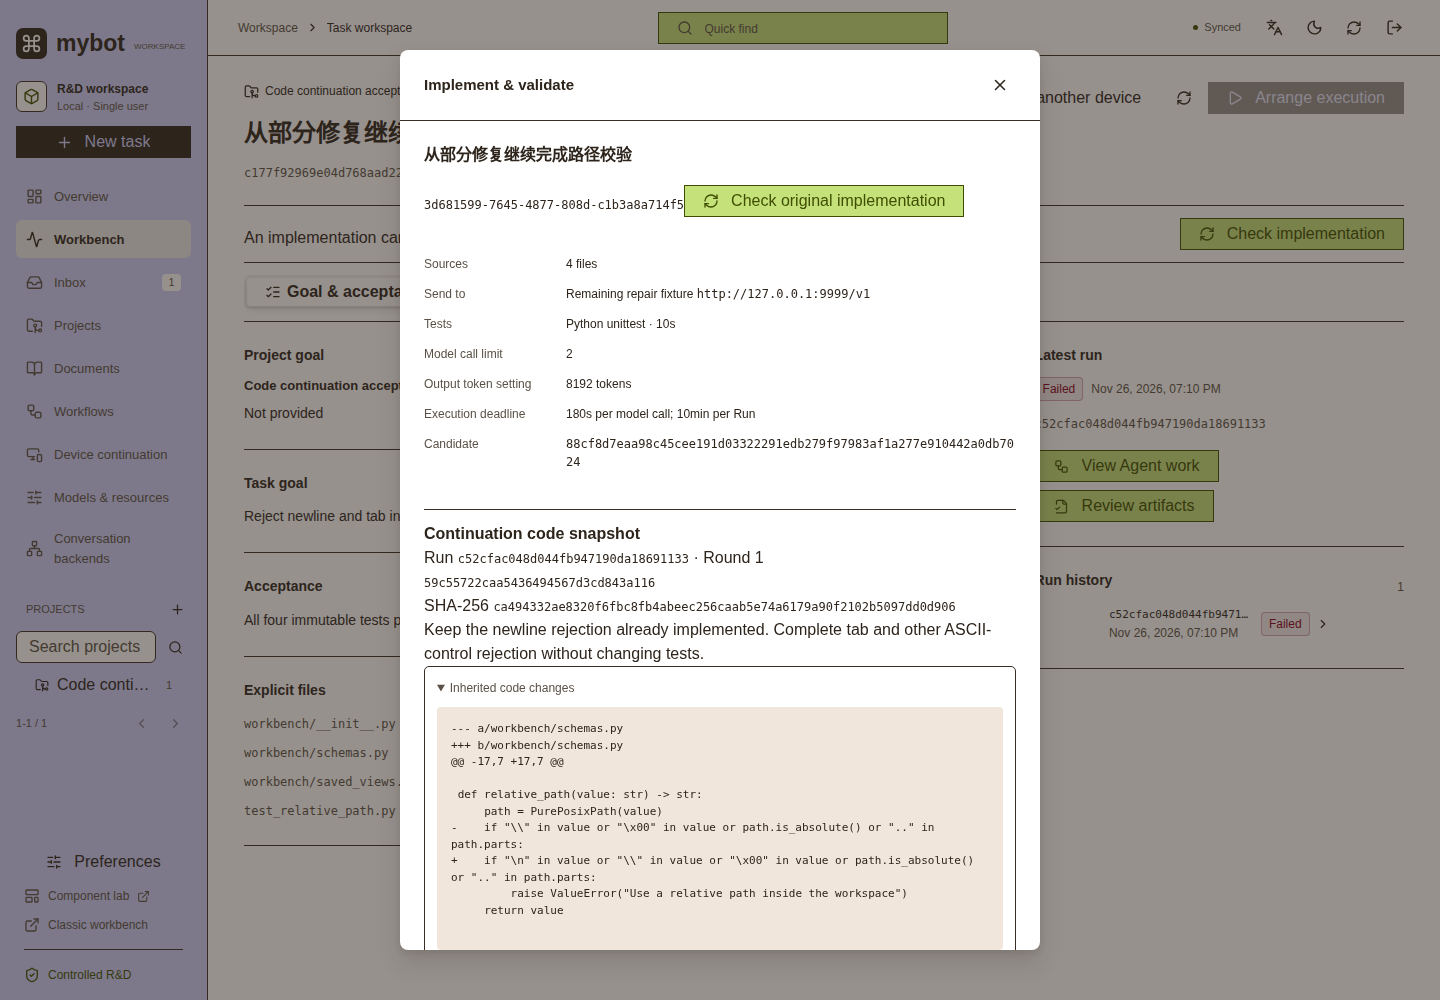 mybot WORKSPACE
R&D workspace
Local · Single user
New task
Overview
Workbench
Inbox 1
Projects
Documents
Workflows
Device continuation
Models & resources
Conversation
backends
PROJECTS
Search projects
Code conti… 1
1-1 / 1
Preferences
Component lab
Classic workbench
Controlled R&D
Workspace > Task workspace
Quick find
Synced
Code continuation accept
another device
Arrange execution
从部分修复继续
c177f92969e04d768aad22
An implementation ca
Check implementation
Goal & accepta
Project goal
Code continuation accept
Not provided
Task goal
Reject newline and tab in
Acceptance
All four immutable tests p
Explicit files
workbench/__init__.py
workbench/schemas.py
workbench/saved_views.
test_relative_path.py
Latest run
Failed Nov 26, 2026, 07:10 PM
c52cfac048d044fb947190da18691133
View Agent work
Review artifacts
Run history
1
c52cfac048d044fb9471…
Nov 26, 2026, 07:10 PM
Failed
Implement & validate
从部分修复继续完成路径校验
3d681599-7645-4877-808d-c1b3a8a714f5 Check original implementation
Sources 4 files
Send to Remaining repair fixture http://127.0.0.1:9999/v1
Tests Python unittest · 10s
Model call limit 2
Output token setting 8192 tokens
Execution deadline 180s per model call; 10min per Run
Candidate 88cf8d7eaa98c45cee191d03322291edb279f97983af1a277e910442a0db70
24
Continuation code snapshot
Run c52cfac048d044fb947190da18691133 · Round 1
59c55722caa5436494567d3cd843a116
SHA-256 ca494332ae8320f6fbc8fb4abeec256caab5e74a6179a90f2102b5097dd0d906
Keep the newline rejection already implemented. Complete tab and other ASCII-
control rejection without changing tests.
▼ Inherited code changes
--- a/workbench/schemas.py
+++ b/workbench/schemas.py
@@ -17,7 +17,7 @@
def relative_path(value: str) -> str:
path = PurePosixPath(value)
- if "\\" in value or "\x00" in value or path.is_absolute() or ".." in
path.parts:
+ if "\n" in value or "\\" in value or "\x00" in value or path.is_absolute()
or ".." in path.parts:
raise ValueError("Use a relative path inside the workspace")
return value